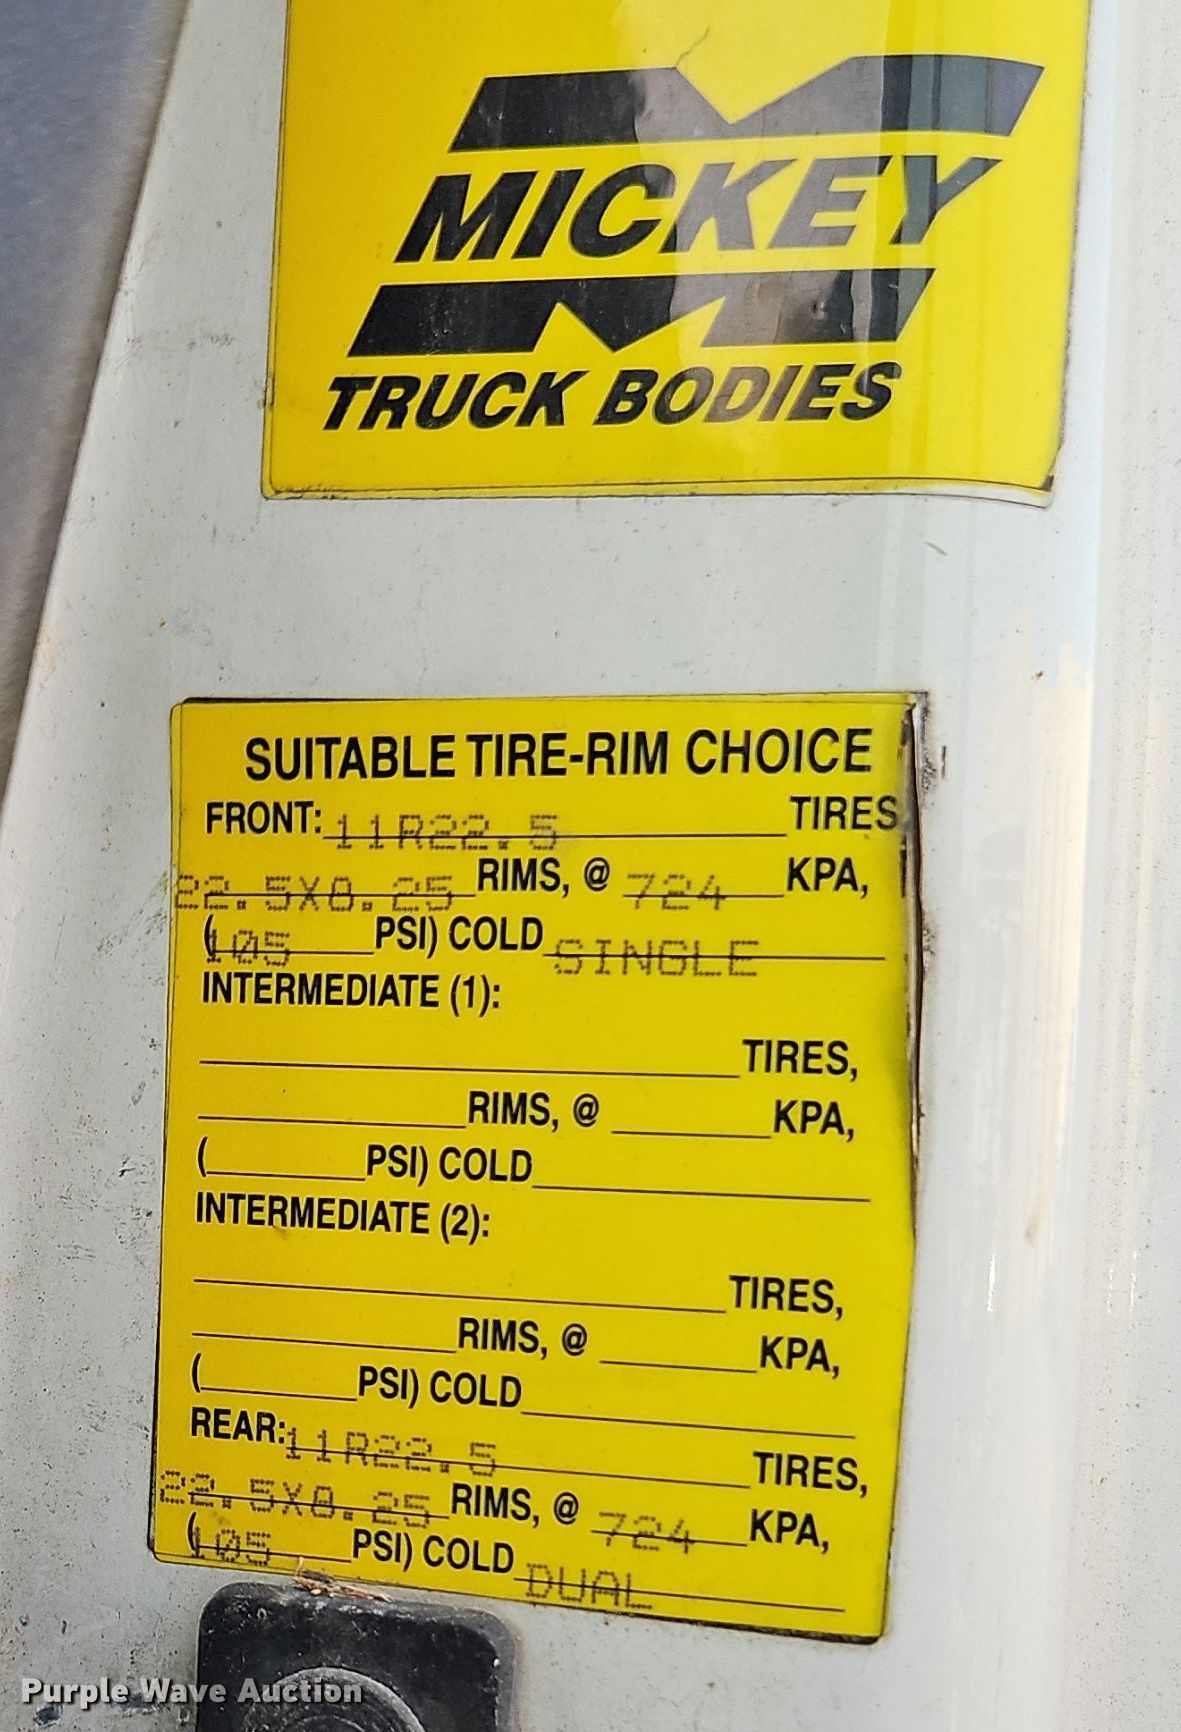 MICKEY
TRUCK BODIES
SUITABLE TIRE-RIM CHOICE
FRONT: 11R22.5 TIRES,
22.5X8.25 RIMS, @ 724 KPA,
(105 PSI) COLD SINGLE
INTERMEDIATE (1):
TIRES,
RIMS, @ KPA,
( PSI) COLD
INTERMEDIATE (2):
TIRES,
RIMS, @ KPA,
( PSI) COLD
REAR: 11R22.5 TIRES,
22.5X8.25 RIMS, @ 724 KPA,
(105 PSI) COLD DUAL
Purple Wave Auction